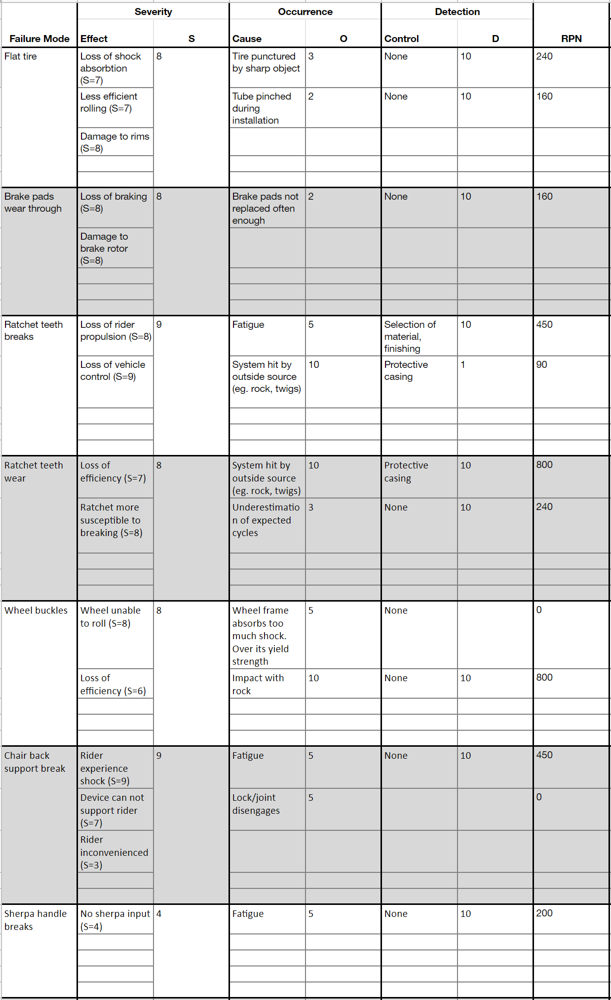 Severity Occurrence Detection
Failure Mode Effect S Cause O Control D RPN
Flat tire Loss of shock 8 Tire punctured 3 None 10 240
absorbtion by sharp object
(S=7)
Less efficient Tube pinched 2 None 10 160
rolling (S=7) during
installation
Damage to rims
(S=8)
Brake pads Loss of braking 8 Brake pads not 2 None 10 160
wear through (S=8) replaced often
enough
Damage to
brake rotor
(S=8)
Ratchet teeth Loss of rider 9 Fatigue 5 Selection of 10 450
breaks propulsion (S=8) material,
finishing
Loss of vehicle System hit by 10 Protective 1 90
control (S=9) outside source casing
(eg. rock, twigs)
Ratchet teeth Loss of 8 System hit by 10 Protective 10 800
wear efficiency (S=7) outside source casing
(eg. rock, twigs)
Ratchet more Underestimatio 3 None 10 240
susceptible to n of expected
breaking (S=8) cycles
Wheel buckles Wheel unable 8 Wheel frame 5 None 0
to roll (S=8) absorbs too
much shock.
Over its yield
strength
Loss of Impact with 10 None 10 800
efficiency (S=6) rock
Chair back Rider 9 Fatigue 5 None 10 450
support break experience
shock (S=9)
Device can not Lock/joint 5 0
support rider disengages
(S=7)
Rider
inconvenienced
(S=3)
Sherpa handle No sherpa input 4 Fatigue 5 None 10 200
breaks (S=4)